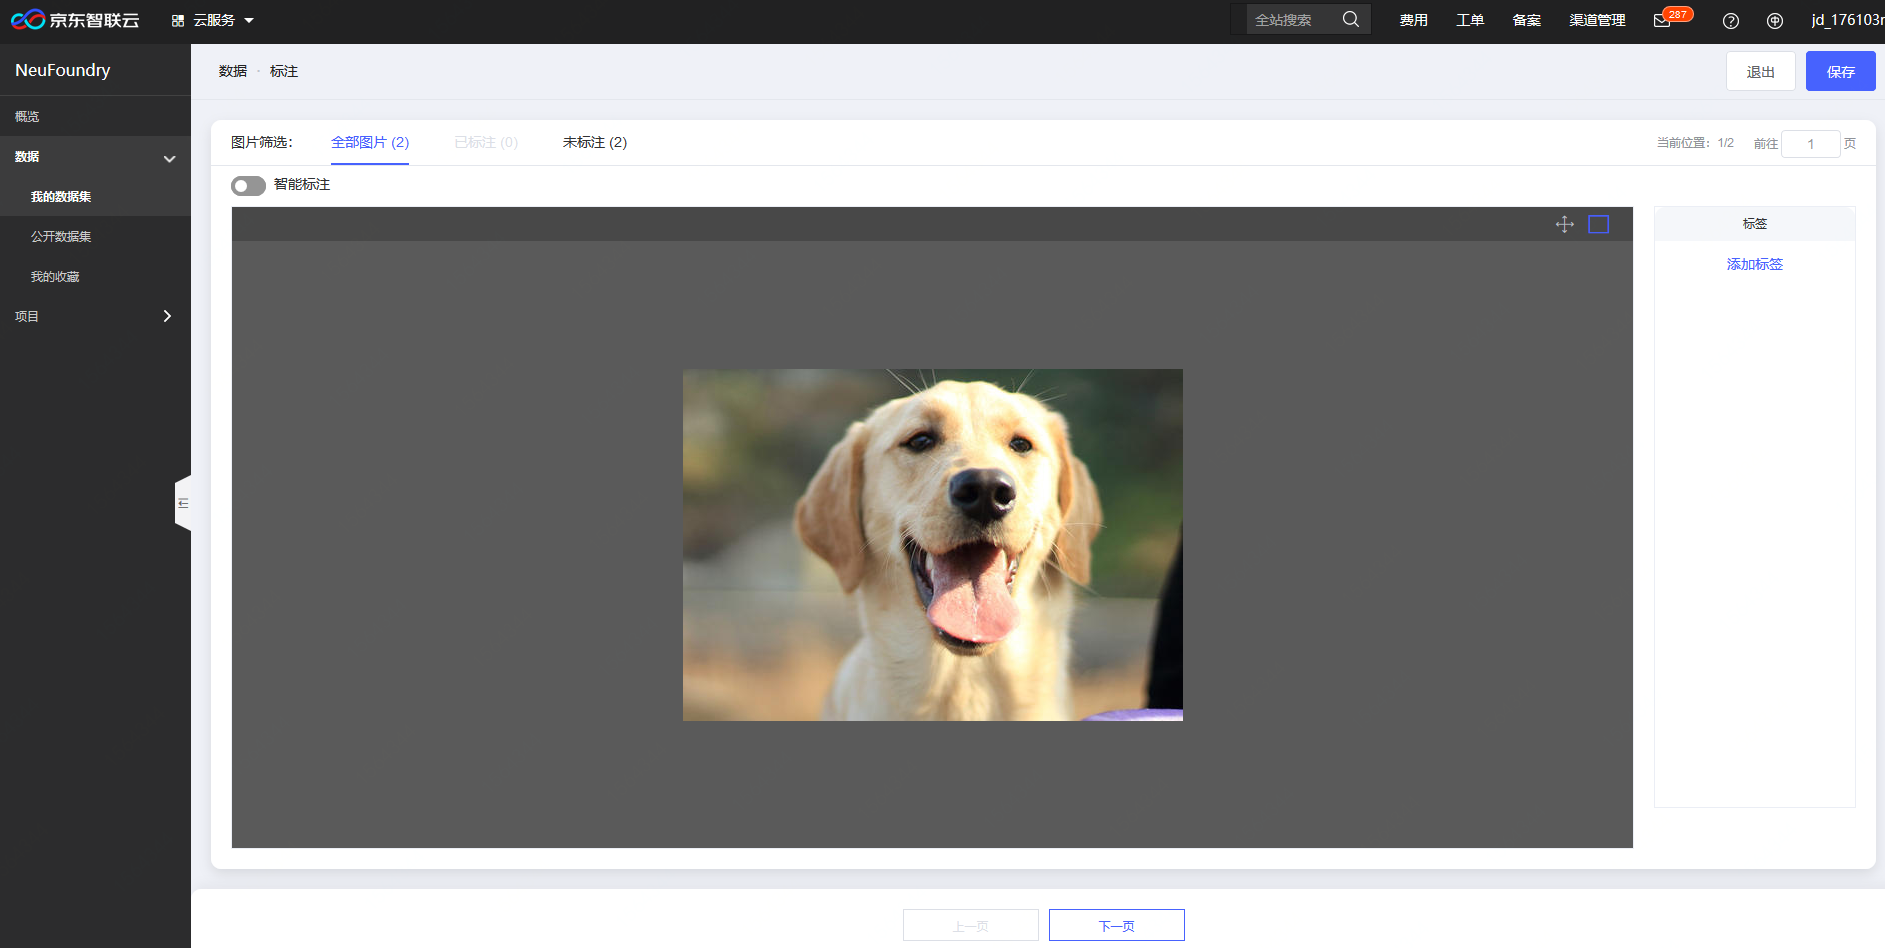 京东智联云 云服务 全站搜索 费用 工单 备案 渠道管理 287 jd_176103r
NeuFoundry
概览
数据
我的数据集
公开数据集
我的收藏
项目
数据 · 标注 退出 保存
图片筛选： 全部图片 (2) 已标注 (0) 未标注 (2) 当前位置：1/2 前往 1 页
智能标注
标签
添加标签
上一页 下一页